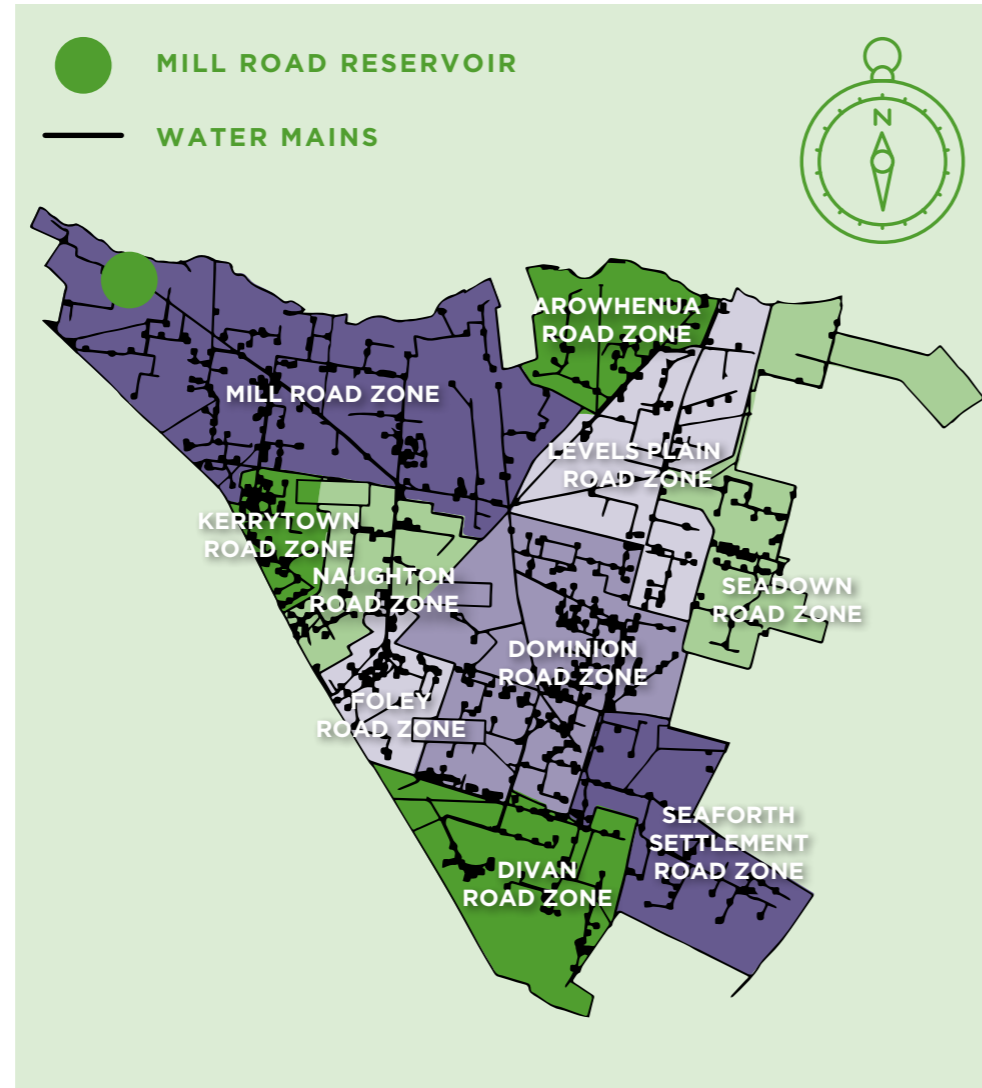 MILL ROAD RESERVOIR
WATER MAINS
N
AROWHENUA
ROAD ZONE
MILL ROAD ZONE
LEVELS PLAIN
ROAD ZONE
KERRYTOWN
ROAD ZONE
NAUGHTON
ROAD ZONE
SEADOWN
ROAD ZONE
DOMINION
ROAD ZONE
FOLEY
ROAD ZONE
SEAFORTH
SETTLEMENT
ROAD ZONE
DIVAN
ROAD ZONE